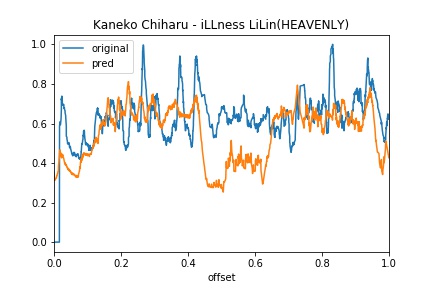 Kaneko Chiharu - iLLness LiLin(HEAVENLY)
original
pred
1.0
0.8
0.6
0.4
0.2
0.0
0.0 0.2 0.4 0.6 0.8 1.0
offset